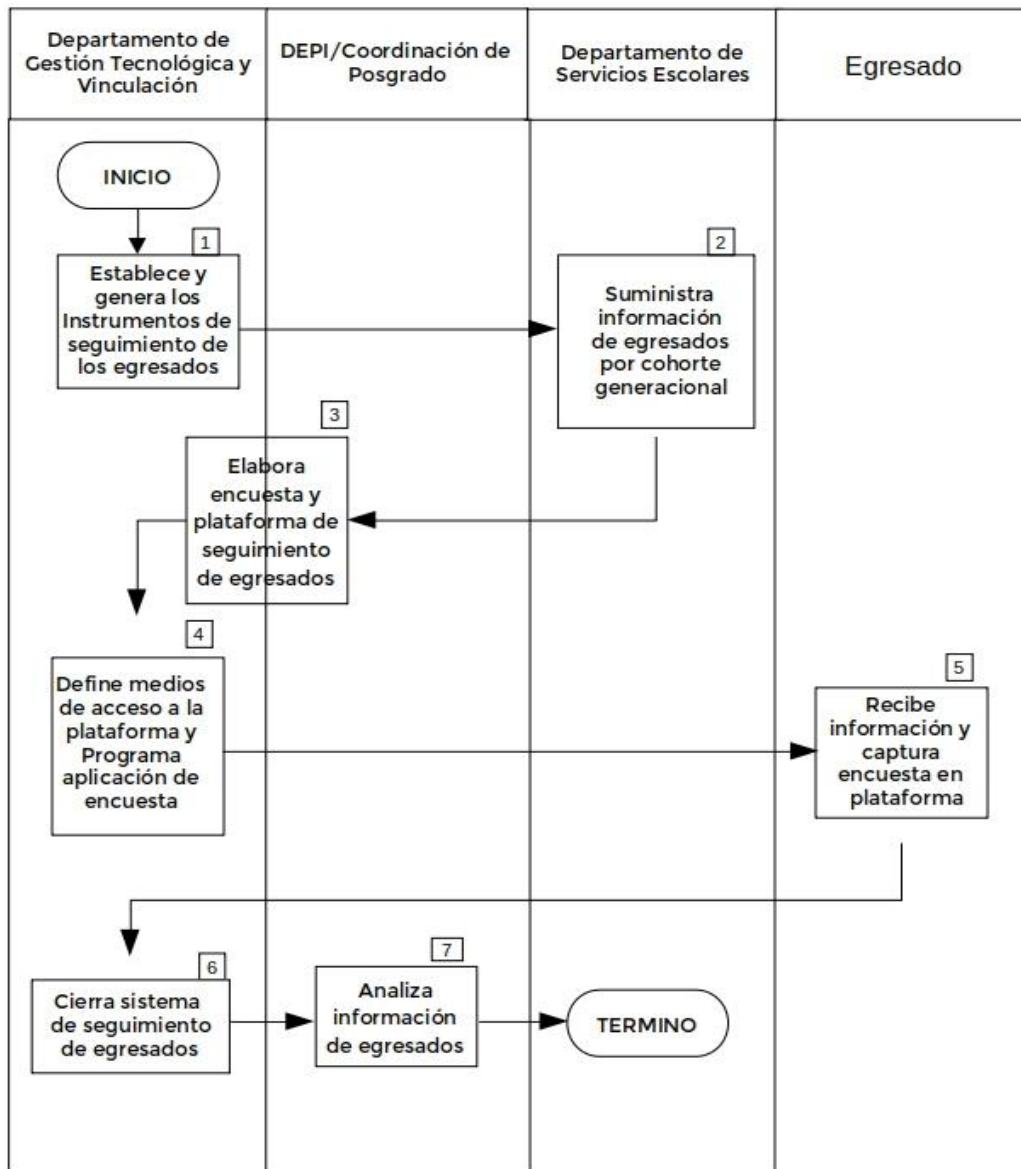 Departamento de
Gestión Tecnológica y
Vinculación
DEPI/Coordinación de
Posgrado
Departamento de
Servicios Escolares
Egresado
INICIO
1
Establece y
genera los
Instrumentos de
seguimiento de
los egresados
2
Suministra
información
de egresados
por cohorte
generacional
3
Elabora
encuesta y
plataforma de
seguimiento
de egresados
4
Define medios
de acceso a la
plataforma y
Programa
aplicación de
encuesta
5
Recibe
información y
captura
encuesta en
plataforma
6
Cierra sistema
de seguimiento
de egresados
7
Analiza
información
de egresados
TERMINO